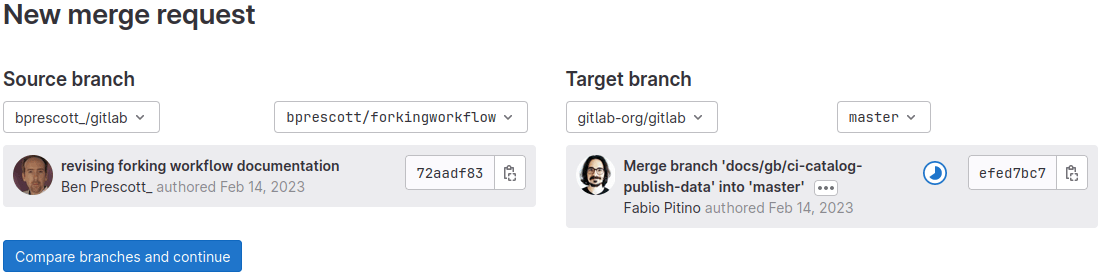 New merge request
Source branch
bprescott_/gitlab
bprescott/forkingworkflow
revising forking workflow documentation
Ben Prescott_ authored Feb 14, 2023
72aadf83
Target branch
gitlab-org/gitlab
master
Merge branch 'docs/gb/ci-catalog-
publish-data' into 'master'
Fabio Pitino authored Feb 14, 2023
efed7bc7
Compare branches and continue